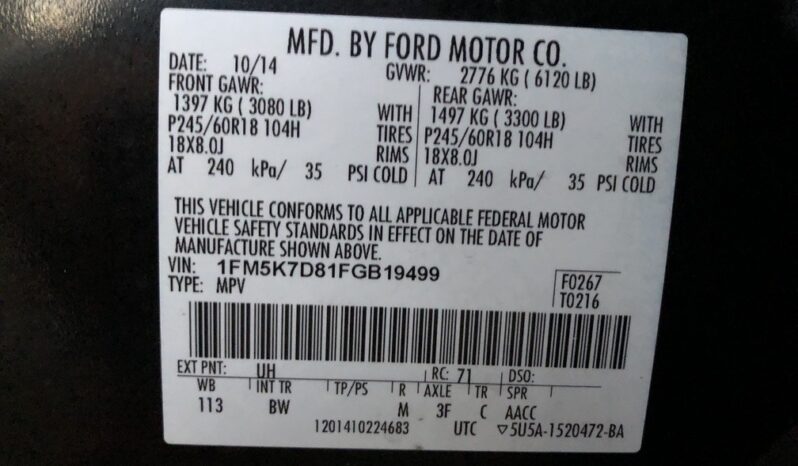 MFD. BY FORD MOTOR CO.
DATE: 10/14 GVWR: 2776 KG ( 6120 LB)
FRONT GAWR: REAR GAWR:
1397 KG ( 3080 LB) WITH 1497 KG ( 3300 LB) WITH
P245/60R18 104H TIRES P245/60R18 104H TIRES
18X8.0J RIMS 18X8.0J RIMS
AT 240 kPa/ 35 PSI COLD AT 240 kPa/ 35 PSI COLD
THIS VEHICLE CONFORMS TO ALL APPLICABLE FEDERAL MOTOR
VEHICLE SAFETY STANDARDS IN EFFECT ON THE DATE OF
MANUFACTURE SHOWN ABOVE.
VIN: 1FM5K7D81FGB19499 F0267
TYPE: MPV T0216
EXT PNT: UH RC: 71 DSO:
WB INT TR TP/PS R AXLE TR SPR
113 BW M 3F C AACC
1201410224683 UTC ▽5U5A-1520472-BA